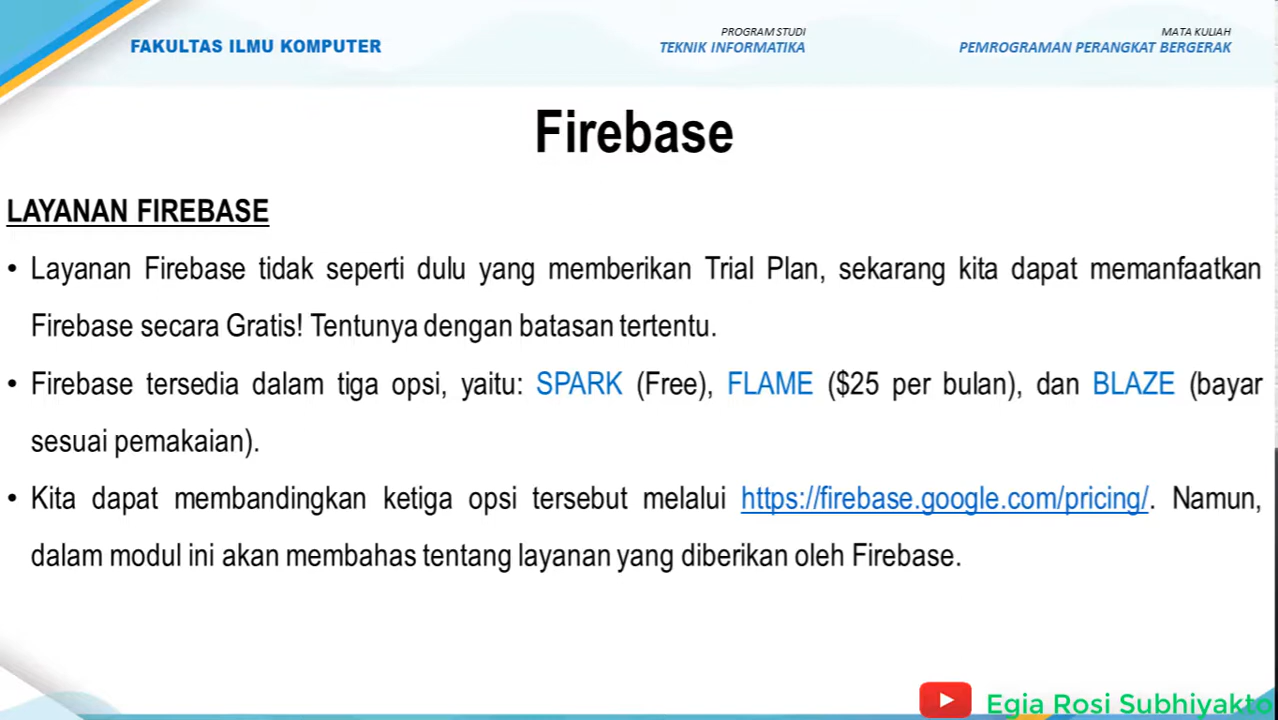 FAKULTAS ILMU KOMPUTER
PROGRAM STUDI
TEKNIK INFORMATIKA
MATA KULIAH
PEMROGRAMAN PERANGKAT BERGERAK
Firebase
LAYANAN FIREBASE
• Layanan Firebase tidak seperti dulu yang memberikan Trial Plan, sekarang kita dapat memanfaatkan
Firebase secara Gratis! Tentunya dengan batasan tertentu.
• Firebase tersedia dalam tiga opsi, yaitu: SPARK (Free), FLAME ($25 per bulan), dan BLAZE (bayar
sesuai pemakaian).
• Kita dapat membandingkan ketiga opsi tersebut melalui https://firebase.google.com/pricing/. Namun,
dalam modul ini akan membahas tentang layanan yang diberikan oleh Firebase.
Egia Rosi Subhiyakto